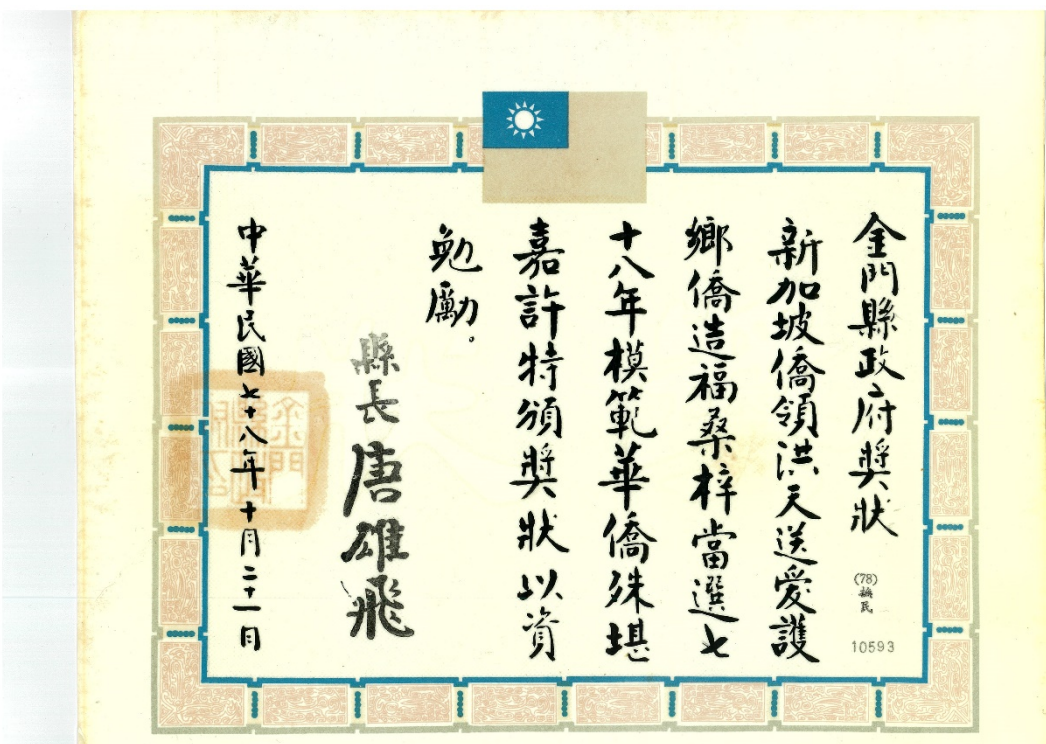 金門縣政府獎狀
(78)撫民
10593
新加坡僑領洪天送愛護
鄉僑造福桑梓當選七
十八年模範華僑殊堪
嘉許特頒獎狀以資
勉勵。
縣長 唐雄飛
中華民國七十八年十月二十一日